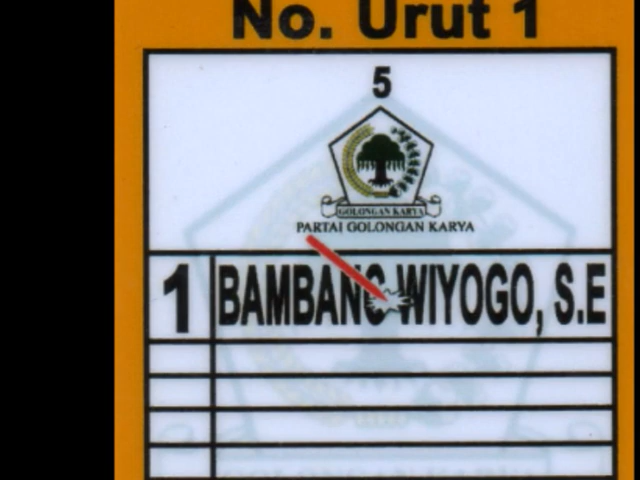 No. Urut 1
5
GOLONGAN KARYA
PARTAI GOLONGAN KARYA
1 BAMBANG WIYOGO, S.E